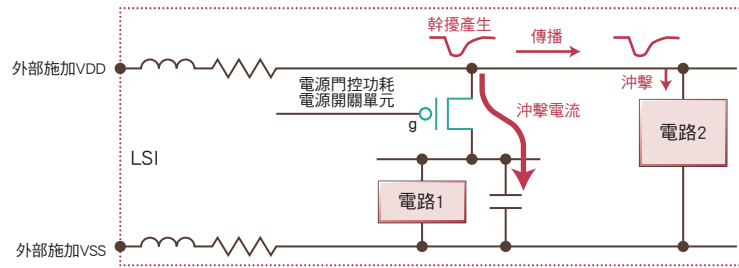 幹擾產生
傳播
外部施加VDD
沖擊
電源門控功耗
電源開關單元
沖擊電流
g
電路2
LSI
電路1
外部施加VSS